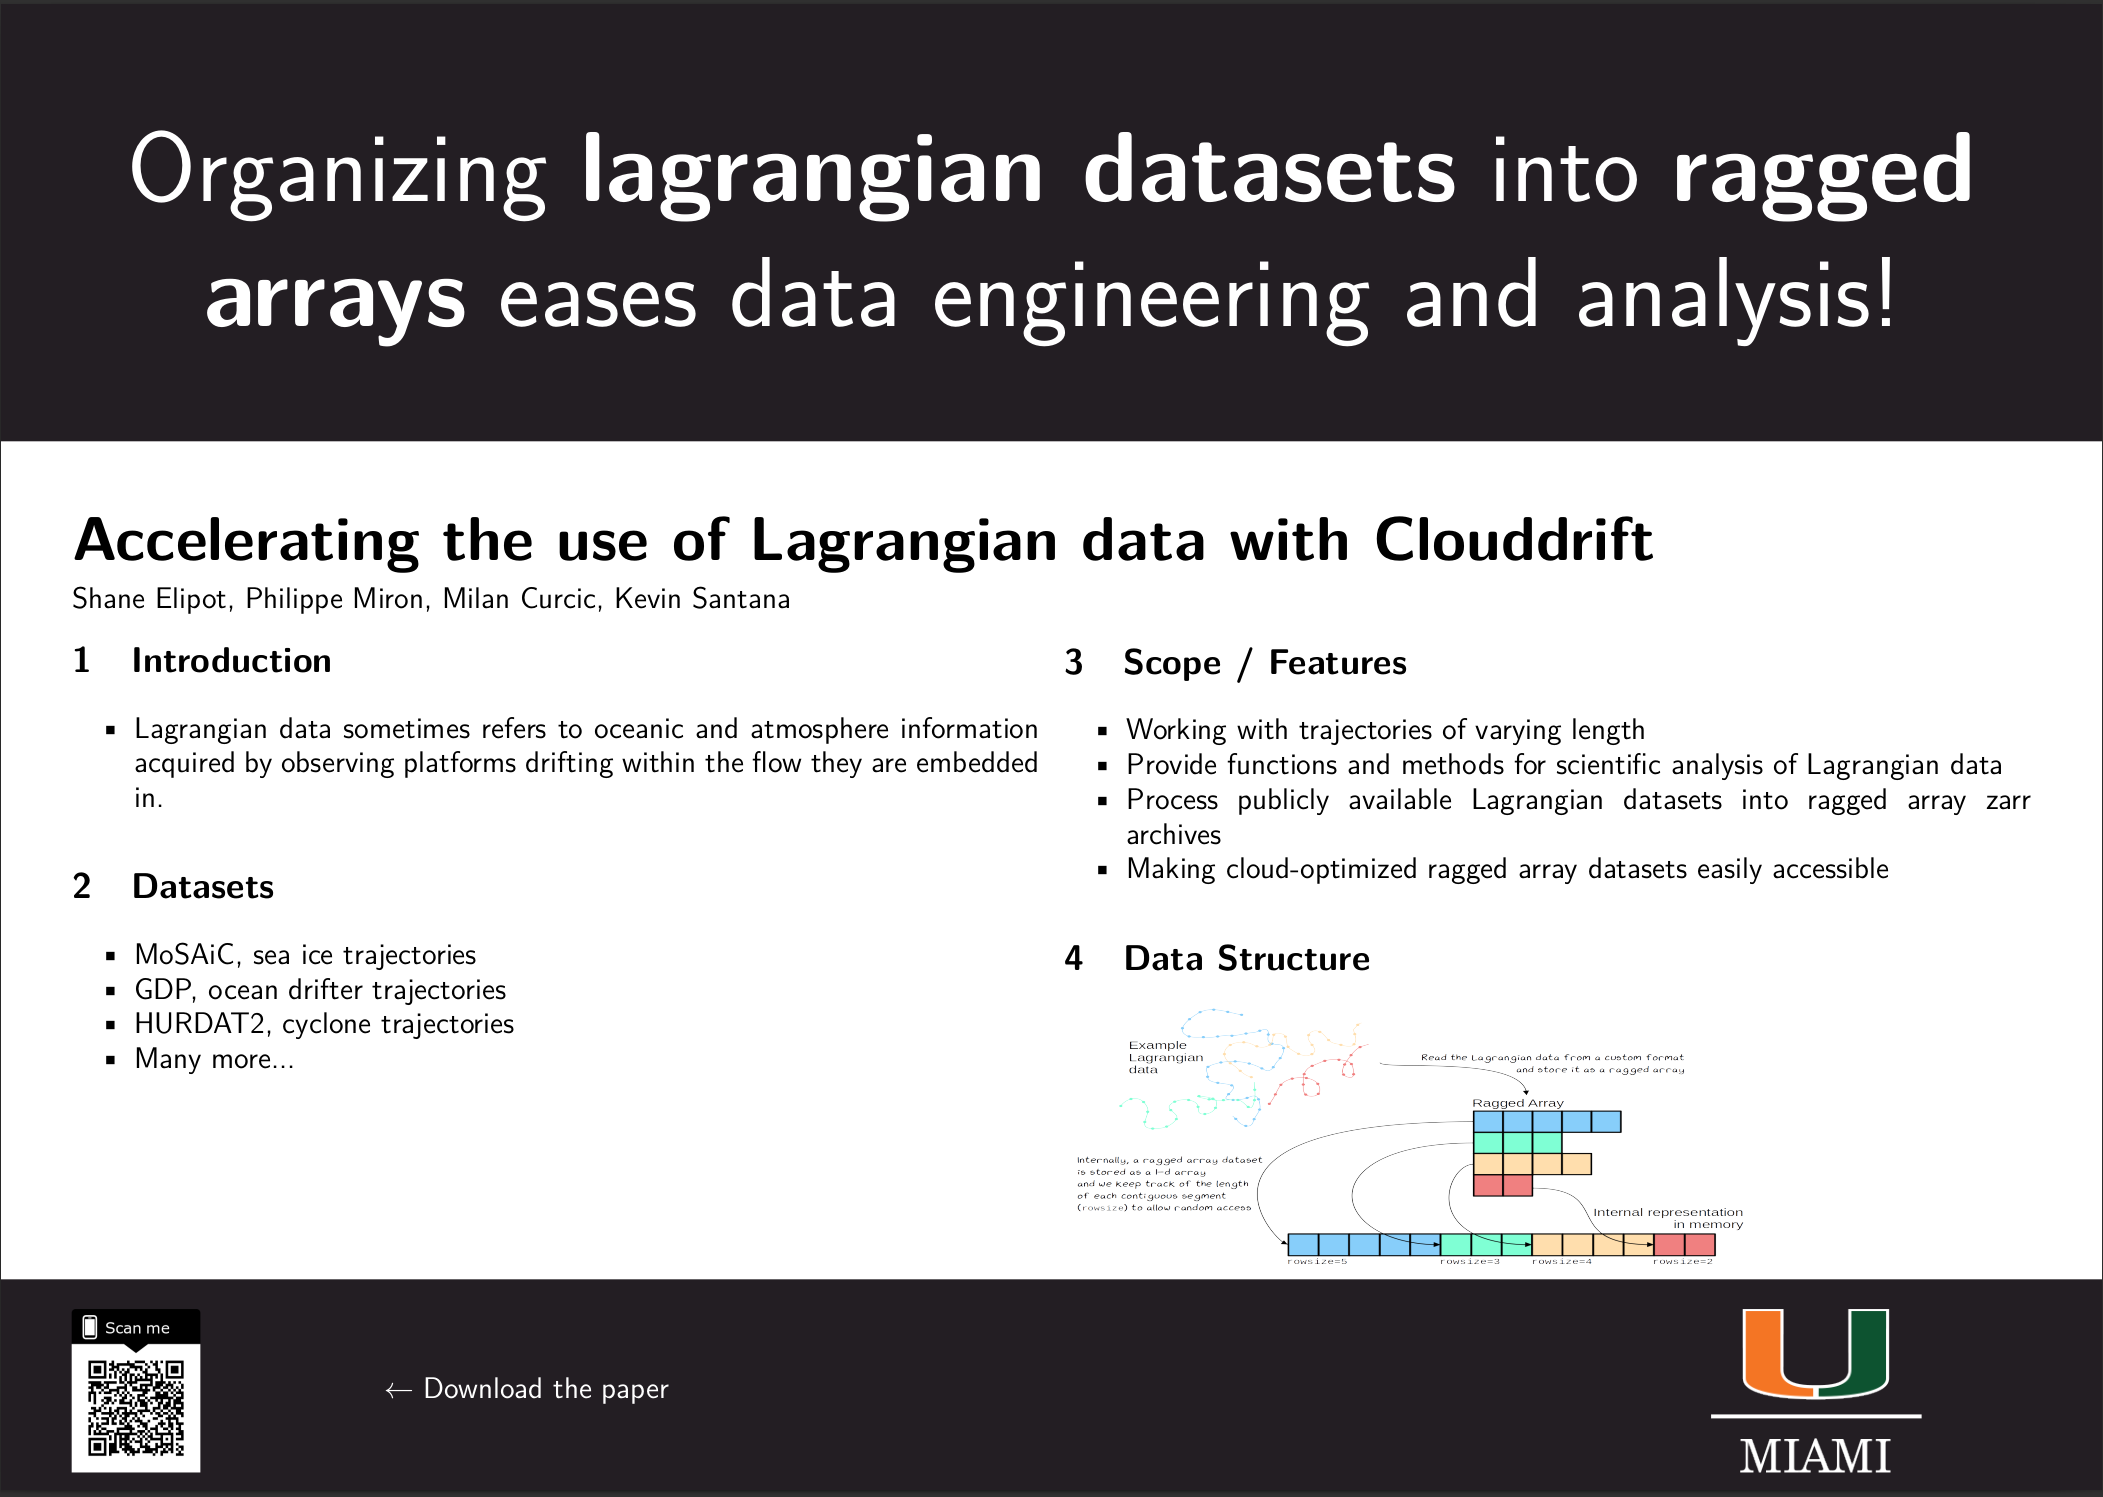 Organizing lagrangian datasets into ragged
arrays eases data engineering and analysis!
Accelerating the use of Lagrangian data with Clouddrift
Shane Elipot, Philippe Miron, Milan Curcic, Kevin Santana
1 Introduction
▪ Lagrangian data sometimes refers to oceanic and atmosphere information
acquired by observing platforms drifting within the flow they are embedded
in.
2 Datasets
▪ MoSAiC, sea ice trajectories
▪ GDP, ocean drifter trajectories
▪ HURDAT2, cyclone trajectories
▪ Many more...
3 Scope / Features
▪ Working with trajectories of varying length
▪ Provide functions and methods for scientific analysis of Lagrangian data
▪ Process publicly available Lagrangian datasets into ragged array zarr
archives
▪ Making cloud-optimized ragged array datasets easily accessible
4 Data Structure
Example
Lagrangian
data
Read the Lagrangian data from a custom format
and store it as a ragged array
Ragged Array
Internally, a ragged array dataset
is stored as a 1-d array
and we keep track of the length
of each contiguous segment
(rowsize) to allow random access
Internal representation
in memory
rowsize=5 rowsize=3 rowsize=4 rowsize=2
Scan me
← Download the paper
MIAMI